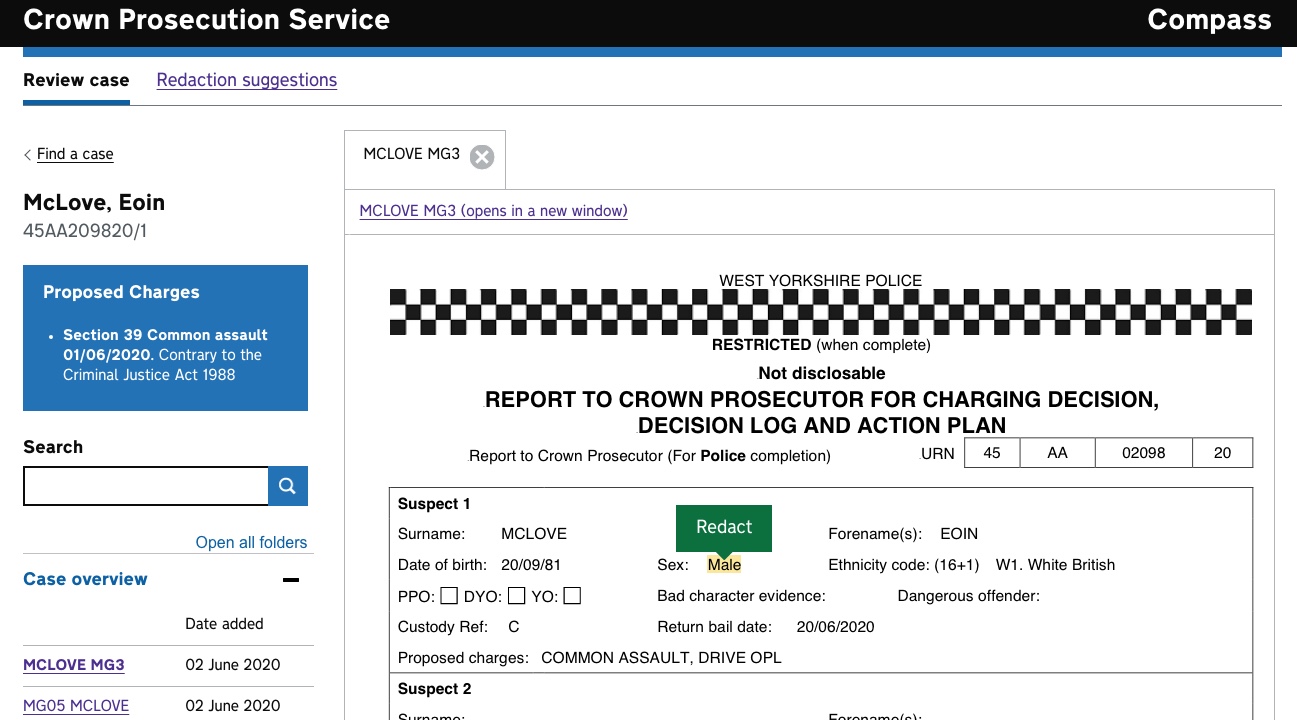 Crown Prosecution Service Compass
Review case Redaction suggestions
Find a case
McLove, Eoin
45AA209820/1
Proposed Charges
Section 39 Common assault
01/06/2020. Contrary to the
Criminal Justice Act 1988
Search
Open all folders
Case overview
Date added
MCLOVE MG3 02 June 2020
MG05 MCLOVE 02 June 2020
MCLOVE MG3
MCLOVE MG3 (opens in a new window)
WEST YORKSHIRE POLICE
RESTRICTED (when complete)
Not disclosable
REPORT TO CROWN PROSECUTOR FOR CHARGING DECISION,
DECISION LOG AND ACTION PLAN
Report to Crown Prosecutor (For Police completion) URN 45 AA 02098 20
Suspect 1
Redact
Surname: MCLOVE Forename(s): EOIN
Date of birth: 20/09/81 Sex: Male Ethnicity code: (16+1) W1. White British
PPO: DYO: YO: Bad character evidence: Dangerous offender:
Custody Ref: C Return bail date: 20/06/2020
Proposed charges: COMMON ASSAULT, DRIVE OPL
Suspect 2
Surname: Forename(s):